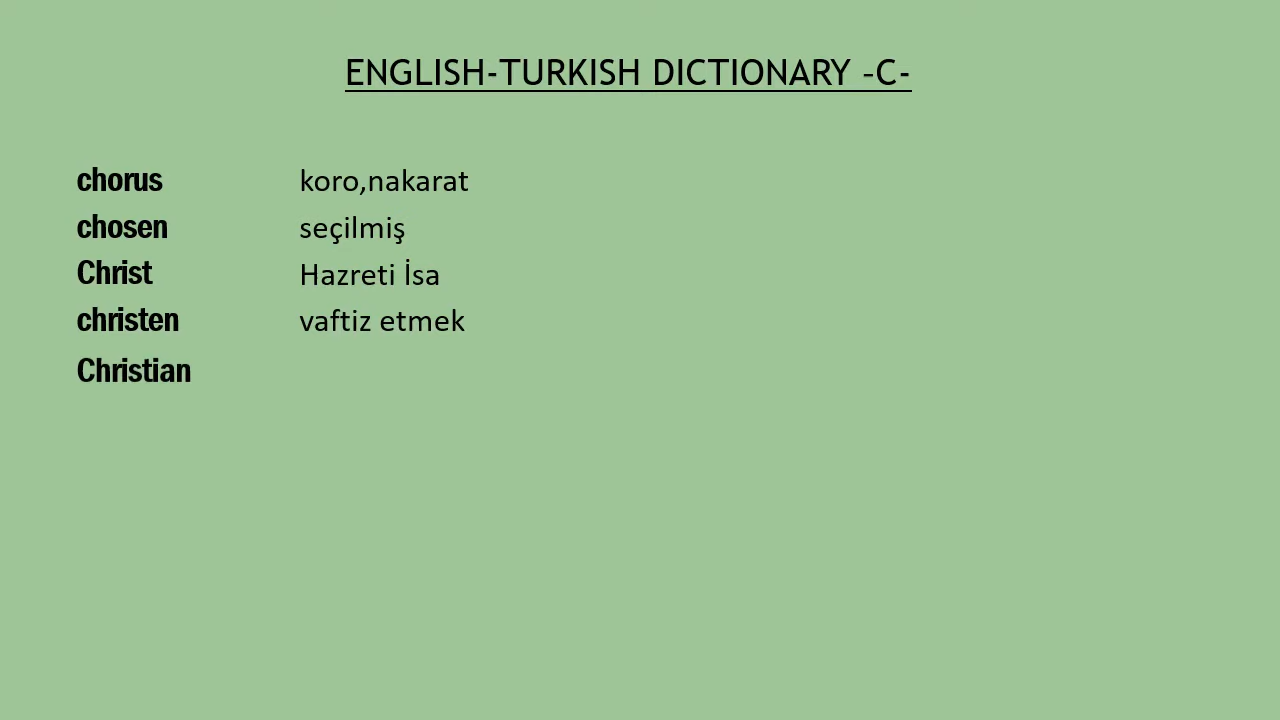 ENGLISH-TURKISH DICTIONARY –C-
chorus koro,nakarat
chosen seçilmiş
Christ Hazreti İsa
christen vaftiz etmek
Christian